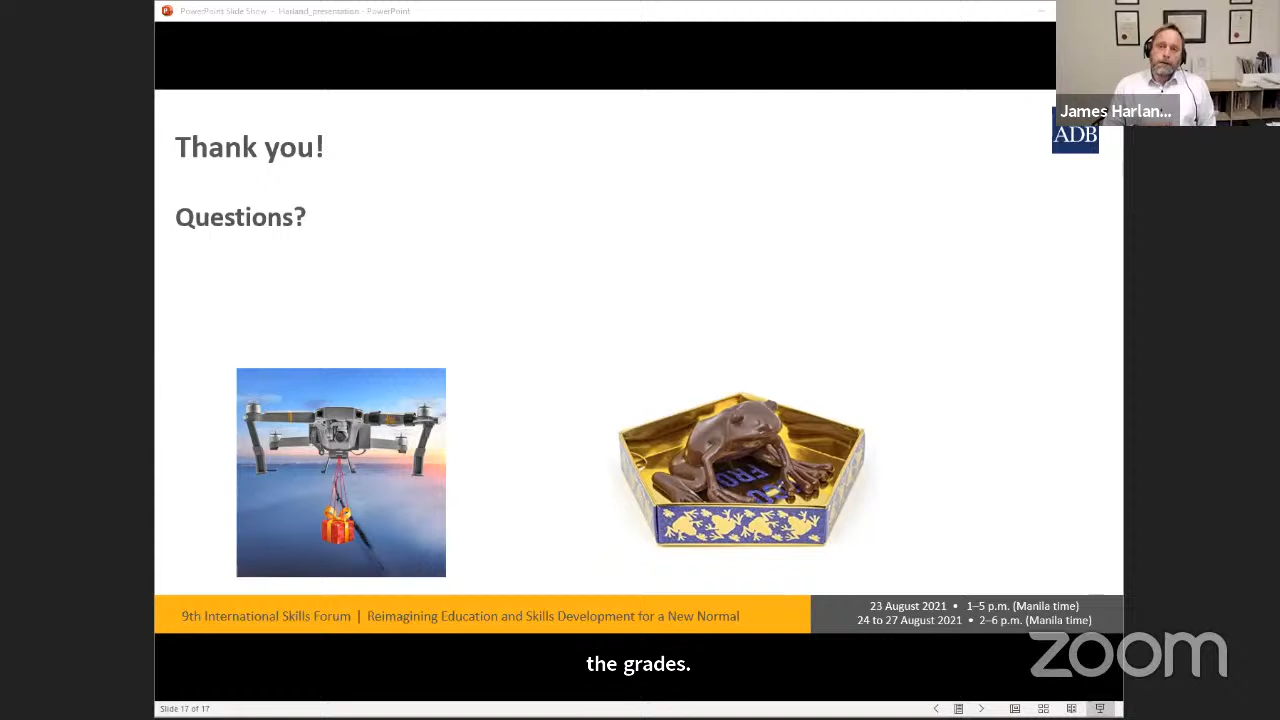 PowerPoint Slide Show - Harland_presentation - PowerPoint
James Harlan...
ADB
Thank you!
Questions?
FRO
9th International Skills Forum | Reimagining Education and Skills Development for a New Normal
23 August 2021 • 1–5 p.m. (Manila time)
24 to 27 August 2021 • 2–6 p.m. (Manila time)
the grades.
zoom
Slide 17 of 17